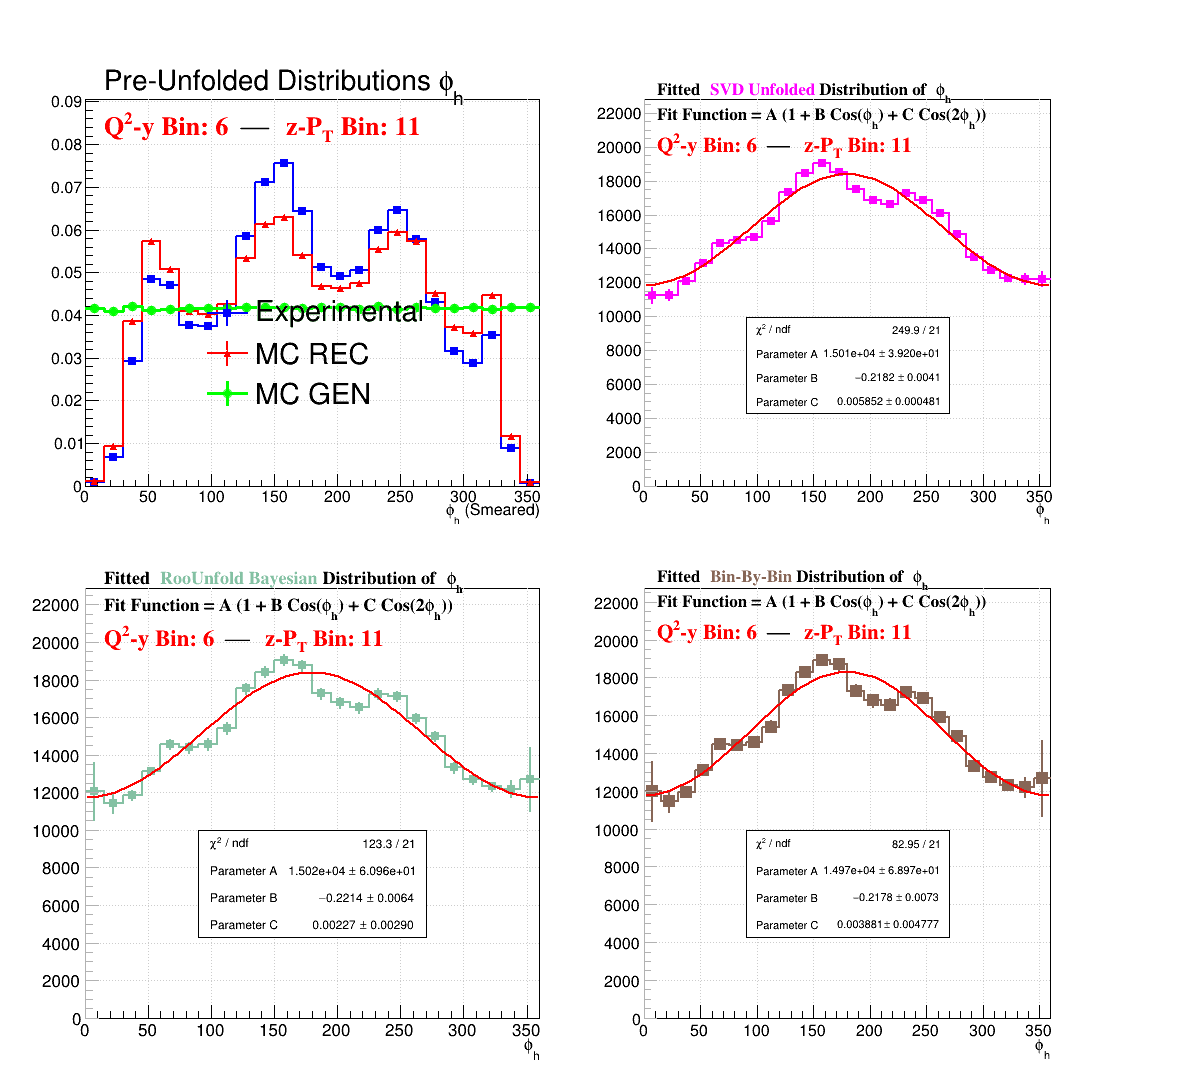 Pre-Unfolded Distributions ϕh
Q2-y Bin: 6 — z-PT Bin: 11
0.09
0.08
0.07
0.06
0.05
0.04
0.03
0.02
0.01
0
Experimental
MC REC
MC GEN
0 50 100 150 200 250 300 350
ϕh (Smeared)
Fitted SVD Unfolded Distribution of ϕh
Fit Function = A (1 + B Cos(ϕh) + C Cos(2ϕh))
Q2-y Bin: 6 — z-PT Bin: 11
22000
20000
18000
16000
14000
12000
10000
8000
6000
4000
2000
0
χ2 / ndf 249.9 / 21
Parameter A 1.501e+04 ± 3.920e+01
Parameter B −0.2182 ± 0.0041
Parameter C 0.005852 ± 0.000481
0 50 100 150 200 250 300 350
ϕh
Fitted RooUnfold Bayesian Distribution of ϕh
Fit Function = A (1 + B Cos(ϕh) + C Cos(2ϕh))
Q2-y Bin: 6 — z-PT Bin: 11
22000
20000
18000
16000
14000
12000
10000
8000
6000
4000
2000
0
χ2 / ndf 123.3 / 21
Parameter A 1.502e+04 ± 6.096e+01
Parameter B −0.2214 ± 0.0064
Parameter C 0.00227 ± 0.00290
0 50 100 150 200 250 300 350
ϕh
Fitted Bin-By-Bin Distribution of ϕh
Fit Function = A (1 + B Cos(ϕh) + C Cos(2ϕh))
Q2-y Bin: 6 — z-PT Bin: 11
22000
20000
18000
16000
14000
12000
10000
8000
6000
4000
2000
0
χ2 / ndf 82.95 / 21
Parameter A 1.497e+04 ± 6.897e+01
Parameter B −0.2178 ± 0.0073
Parameter C 0.003881 ± 0.004777
0 50 100 150 200 250 300 350
ϕh